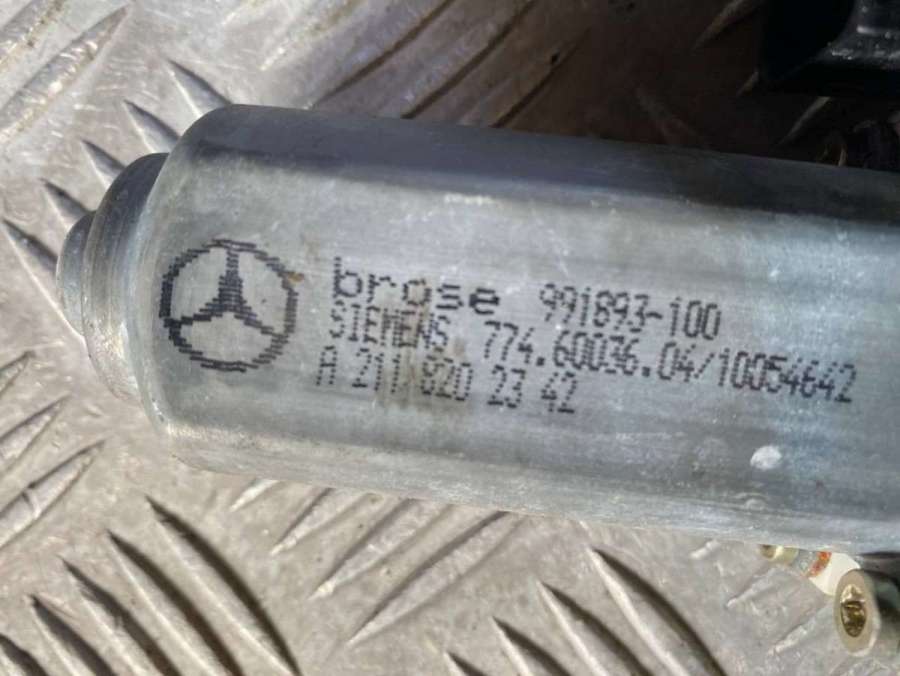 brose 991893-100
SIEMENS 774.60036.04/10054642
A 211 820 23 42